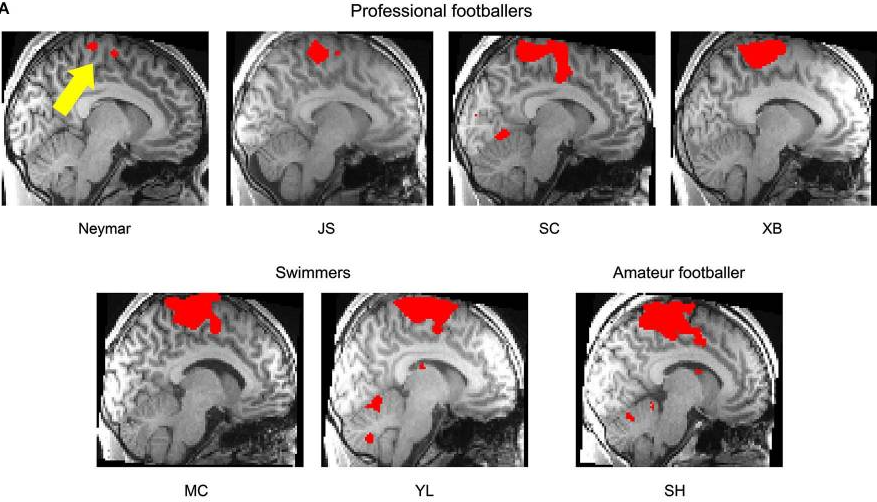 A
Professional footballers
Neymar
JS
SC
XB
Swimmers
Amateur footballer
MC
YL
SH